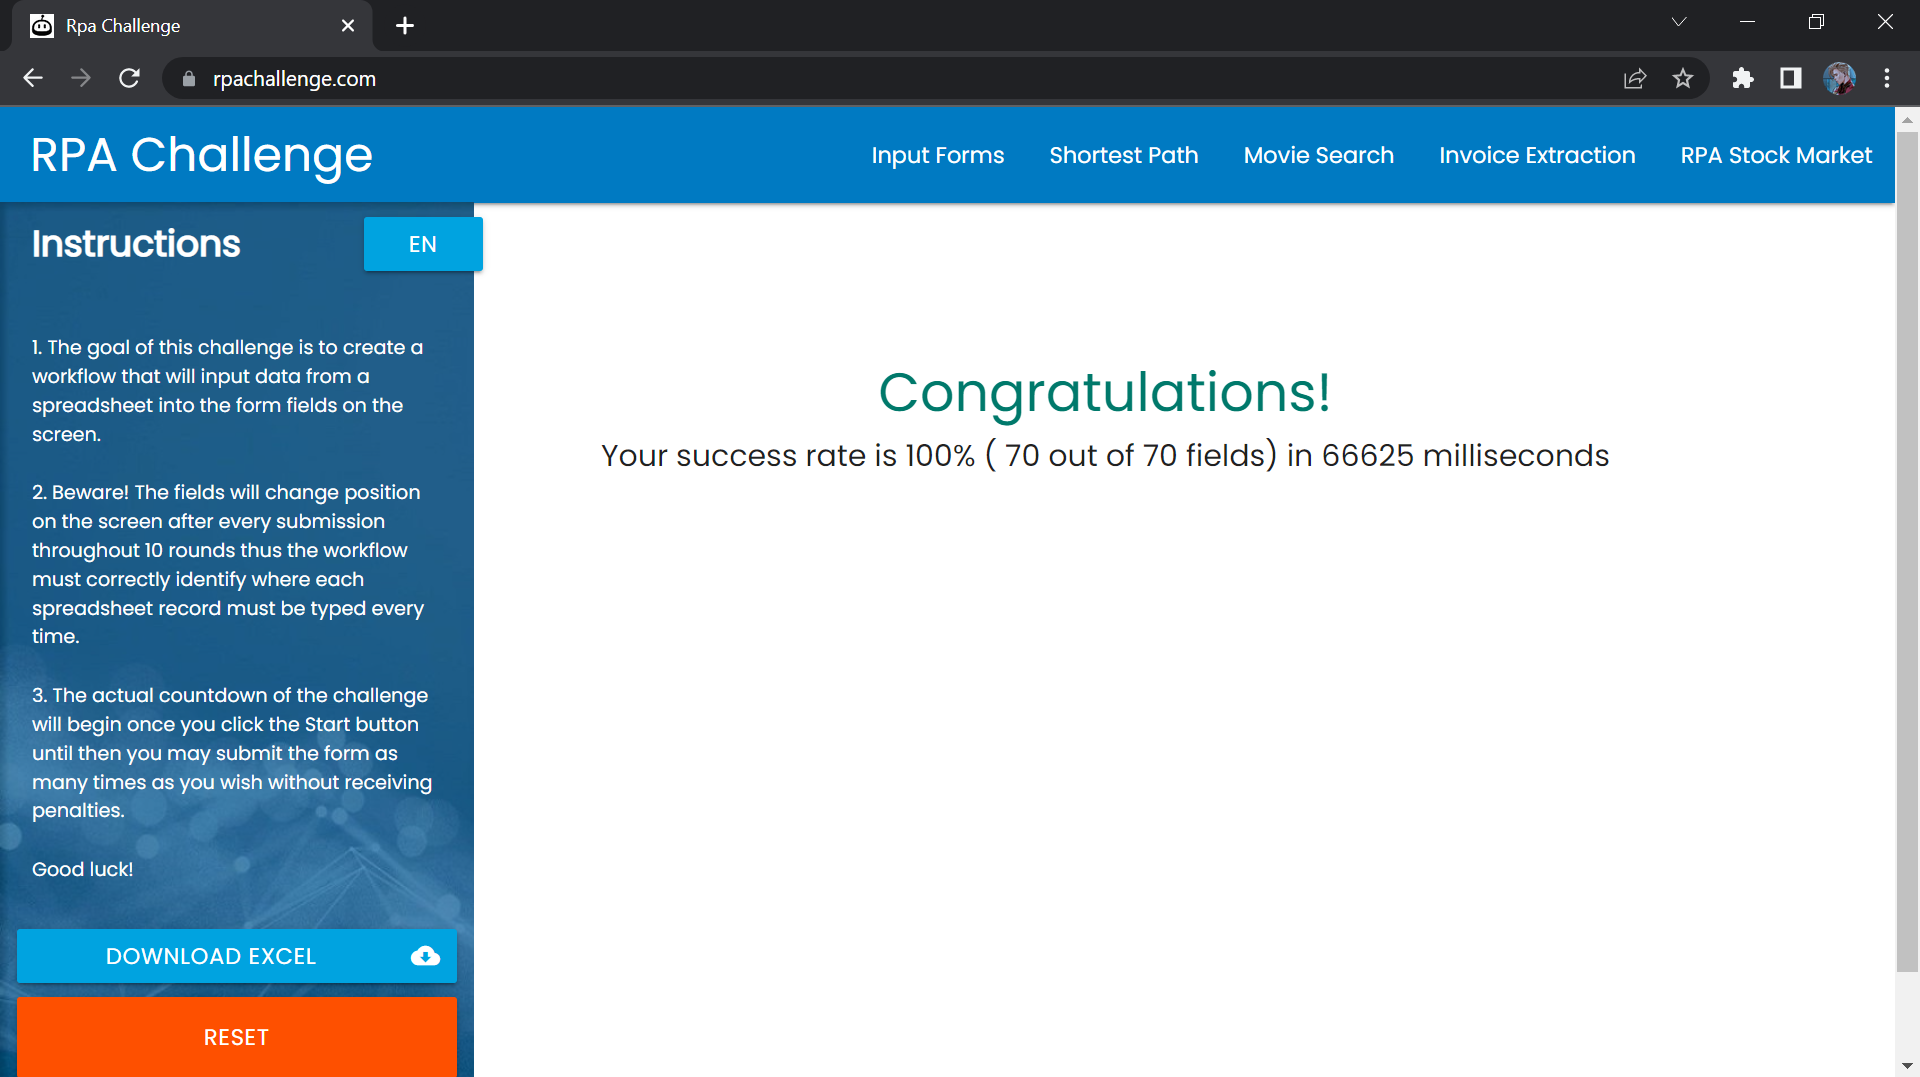 Rpa Challenge
rpachallenge.com
RPA Challenge
Input Forms
Shortest Path
Movie Search
Invoice Extraction
RPA Stock Market
Instructions
EN
1. The goal of this challenge is to create a
workflow that will input data from a
spreadsheet into the form fields on the
screen.
2. Beware! The fields will change position
on the screen after every submission
throughout 10 rounds thus the workflow
must correctly identify where each
spreadsheet record must be typed every
time.
3. The actual countdown of the challenge
will begin once you click the Start button
until then you may submit the form as
many times as you wish without receiving
penalties.
Good luck!
DOWNLOAD EXCEL
RESET
Congratulations!
Your success rate is 100% ( 70 out of 70 fields) in 66625 milliseconds